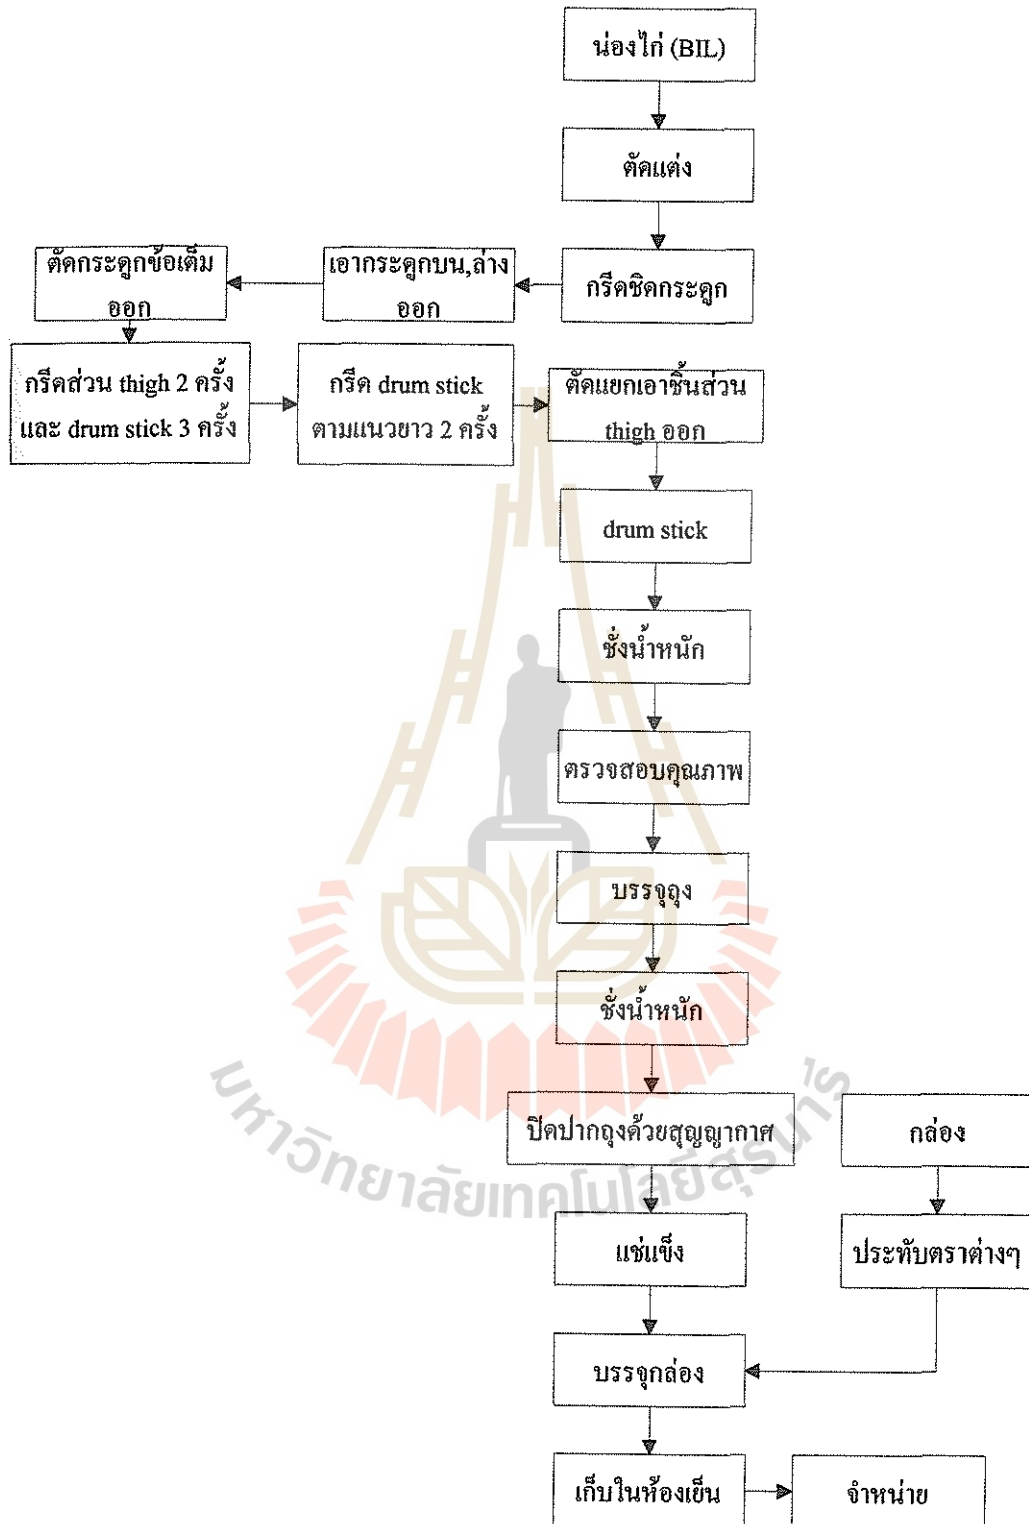 น่องไก่ (BIL)
ตัดแต่ง
กรีดชิดกระดูก
เอากระดูกบน,ล่าง
ออก
ตัดกระดูกข้อเต็ม
ออก
กรีดส่วน thigh 2 ครั้ง
และ drum stick 3 ครั้ง
กรีด drum stick
ตามแนวยาว 2 ครั้ง
ตัดแยกเอาชิ้นส่วน
thigh ออก
drum stick
ชั่งน้ำหนัก
ตรวจสอบคุณภาพ
บรรจุถุง
ชั่งน้ำหนัก
ปิดปากถุงด้วยสุญญากาศ
กล่อง
แช่แข็ง
ประทับตราต่างๆ
บรรจุกล่อง
เก็บในห้องเย็น
จำหน่าย
มหาวิทยาลัยเทคโนโลยีสุรนารี